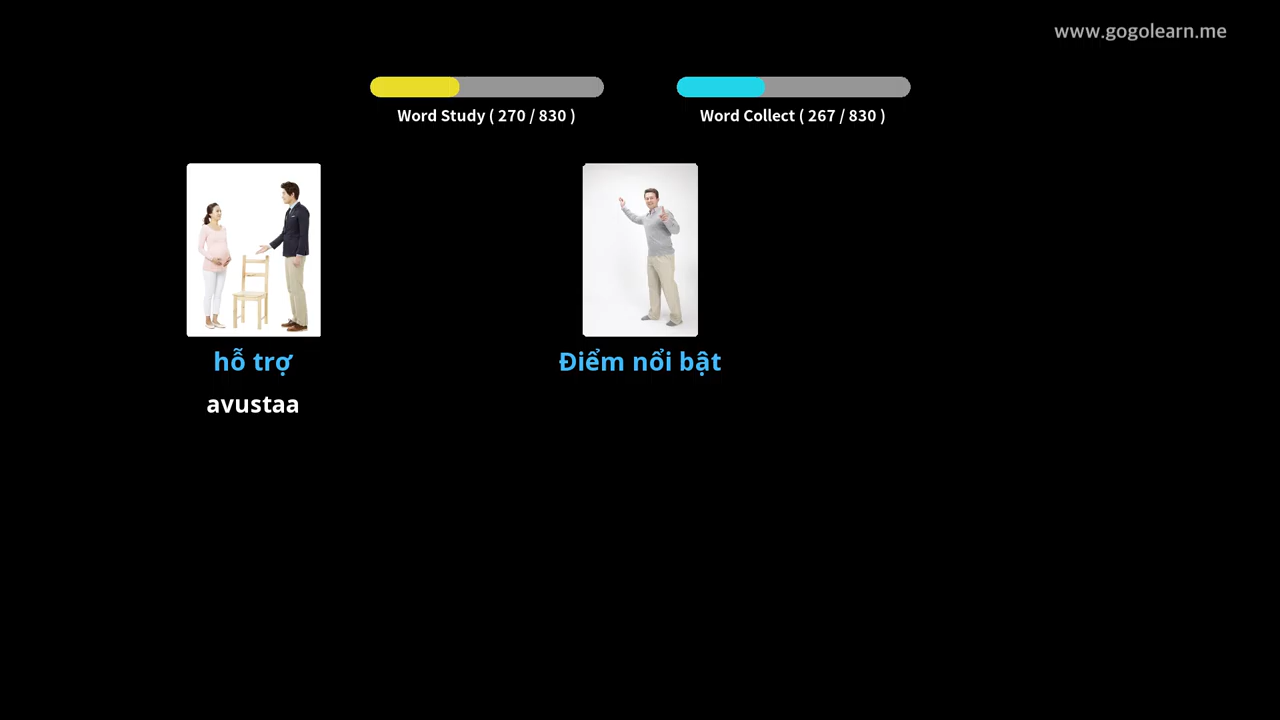 www.gogolearn.me
Word Study ( 270 / 830 )
Word Collect ( 267 / 830 )
hỗ trợ
Điểm nổi bật
avustaa